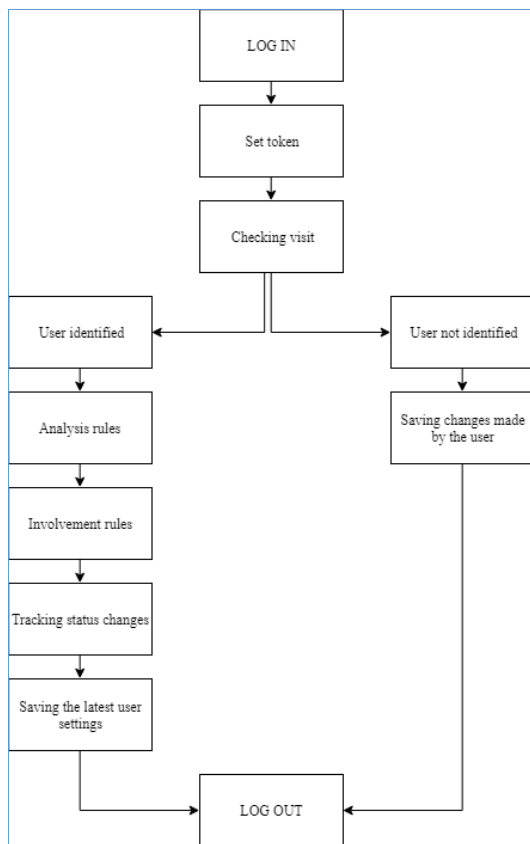 LOG IN
Set token
Checking visit
User identified
User not identified
Analysis rules
Saving changes made
by the user
Involvement rules
Tracking status changes
Saving the latest user
settings
LOG OUT